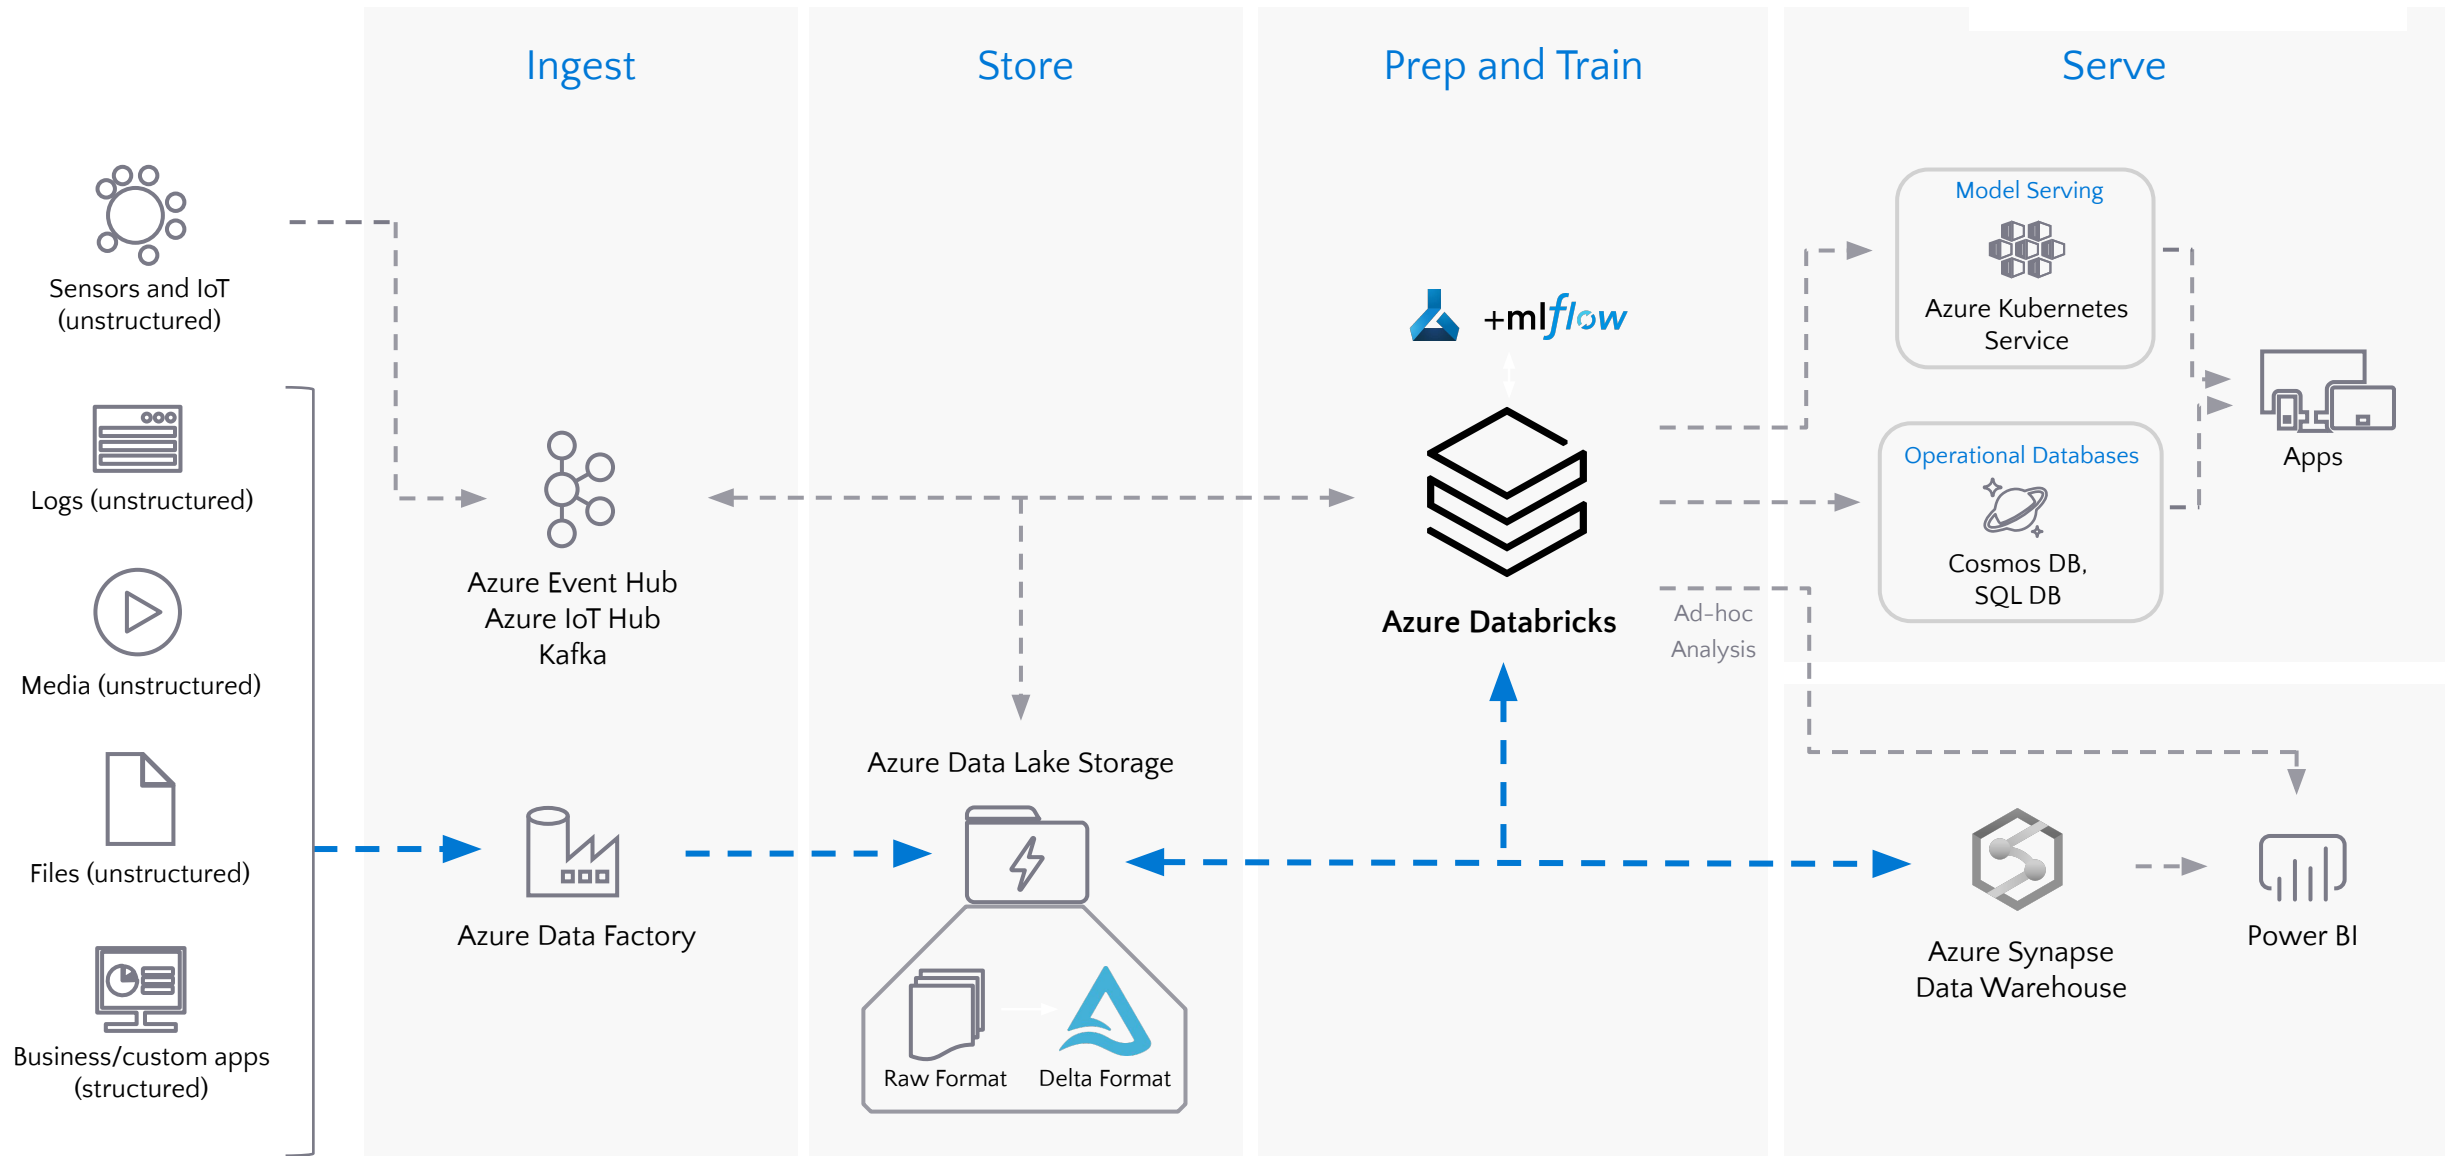 Ingest
Store
Prep and Train
Serve
Sensors and IoT
(unstructured)
Logs (unstructured)
Media (unstructured)
Files (unstructured)
Business/custom apps
(structured)
Azure Event Hub
Azure IoT Hub
Kafka
Azure Data Factory
Azure Data Lake Storage
Raw Format
Delta Format
+mlflow
Azure Databricks
Ad-hoc
Analysis
Model Serving
Azure Kubernetes
Service
Operational Databases
Cosmos DB,
SQL DB
Apps
Azure Synapse
Data Warehouse
Power BI